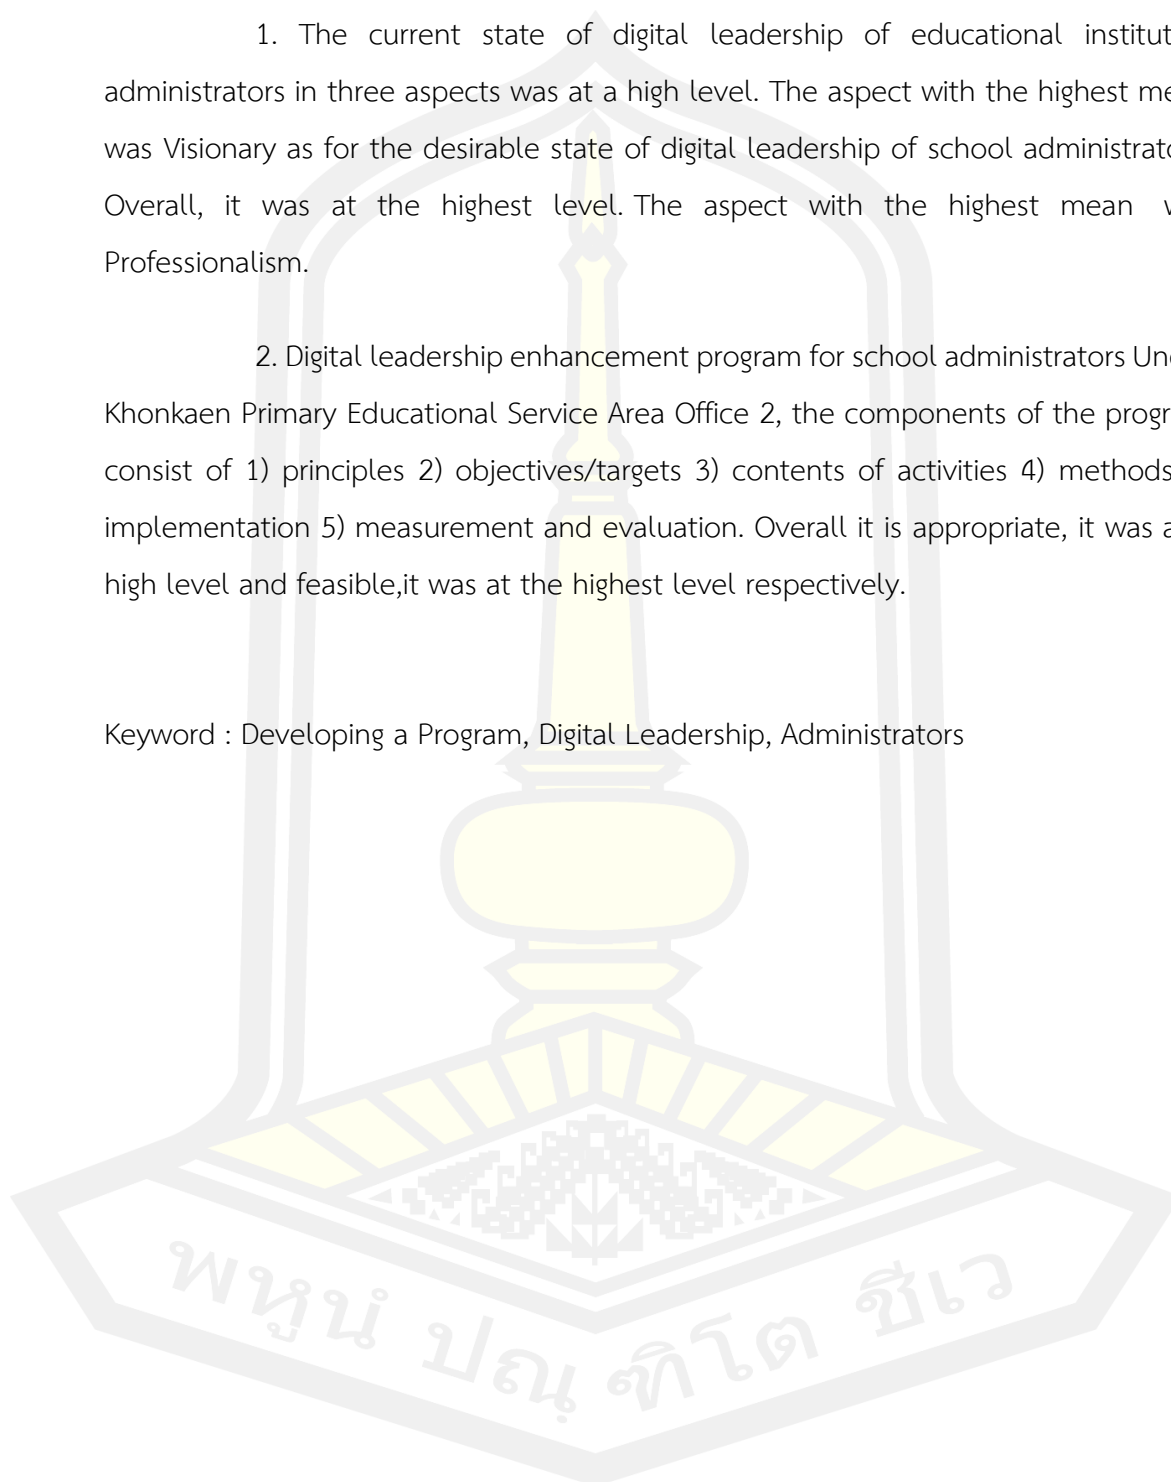 1. The current state of digital leadership of educational institut
administrators in three aspects was at a high level. The aspect with the highest me
was Visionary as for the desirable state of digital leadership of school administrato
Overall, it was at the highest level. The aspect with the highest mean w
Professionalism.
2. Digital leadership enhancement program for school administrators Un
Khonkaen Primary Educational Service Area Office 2, the components of the progr
consist of 1) principles 2) objectives/targets 3) contents of activities 4) methods
implementation 5) measurement and evaluation. Overall it is appropriate, it was a
high level and feasible,it was at the highest level respectively.
Keyword : Developing a Program, Digital Leadership, Administrators
พหูนํ ปณฺฑิโต ชีเว